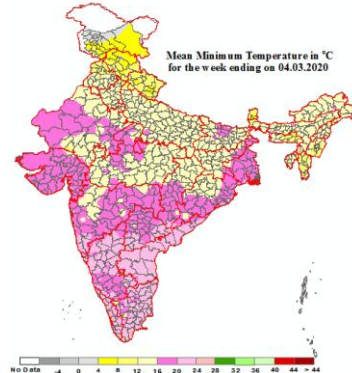 Mean Minimum Temperature in °C
for the week ending on 04.03.2020
No Data -4 0 4 8 12 16 20 24 28 32 36 40 44 > 44